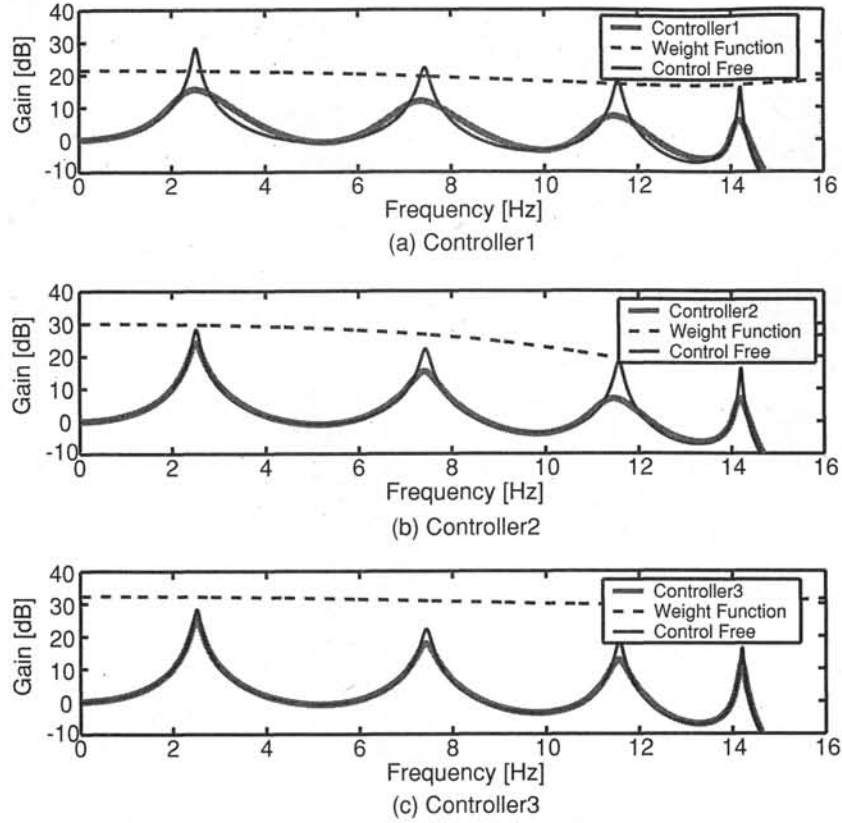 40
30
20
10
0
-10
Gain [dB]
Controller1
Weight Function
Control Free
0 2 4 6 8 10 12 14 16
Frequency [Hz]
(a) Controller1
40
30
20
10
0
-10
Gain [dB]
Controller2
Weight Function
Control Free
0 2 4 6 8 10 12 14 16
Frequency [Hz]
(b) Controller2
40
30
20
10
0
-10
Gain [dB]
Controller3
Weight Function
Control Free
0 2 4 6 8 10 12 14 16
Frequency [Hz]
(c) Controller3